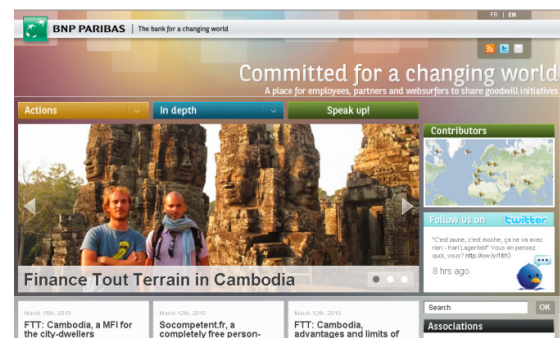 FR | EN
BNP PARIBAS | The bank for a changing world
Committed for a changing world
A place for employees, partners and websurfers to share goodwill initiatives
Actions
In depth
Speak up!
Contributors
Follow us on twitter
"C'est jaune, c'est moche, ça ne va avec
rien - Karl Lagerfeld" Vous en pensez
quoi, vous?
8 hrs ago
Finance Tout Terrain in Cambodia
Search
OK
Associations
March 15th, 2010
FTT: Cambodia, a MFI for
the city-dwellers
March 12th, 2010
Socompetent.fr, a
completely free person-
March 12th, 2010
FTT: Cambodia,
advantages and limits of